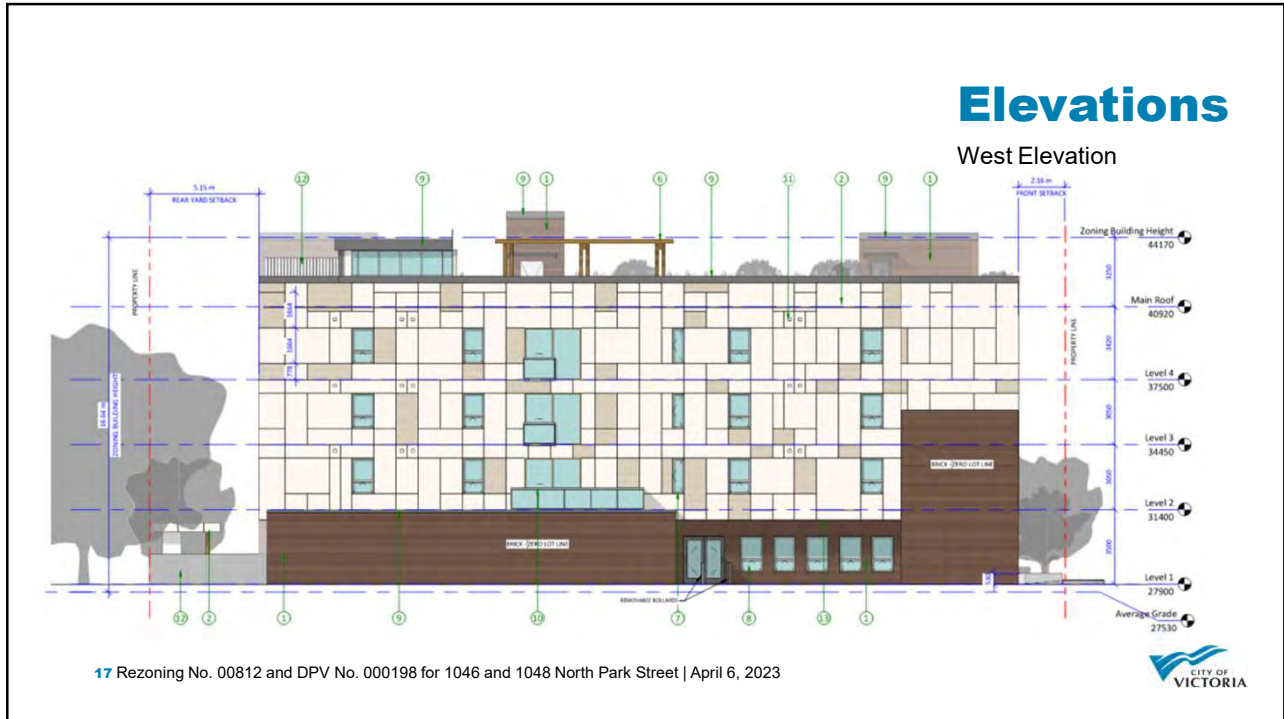 Elevations
West Elevation
12
9
9
1
6
9
11
2
9
1
5.15 m
REAR YARD SETBACK
2.16 m
FRONT SETBACK
PROPERTY LINE
PROPERTY LINE
16.64 m
ZONING BUILDING HEIGHT
1664
1664
778
Zoning Building Height
44170
3250
Main Roof
40920
3420
Level 4
37500
3050
Level 3
34450
3050
Level 2
31400
3500
Level 1
27900
Average Grade
27530
530
BRICK - ZERO LOT LINE
BRICK - ZERO LOT LINE
REMOVABLE BOLLARDS
12
2
1
9
10
7
8
13
1
17 Rezoning No. 00812 and DPV No. 000198 for 1046 and 1048 North Park Street | April 6, 2023
CITY OF
VICTORIA